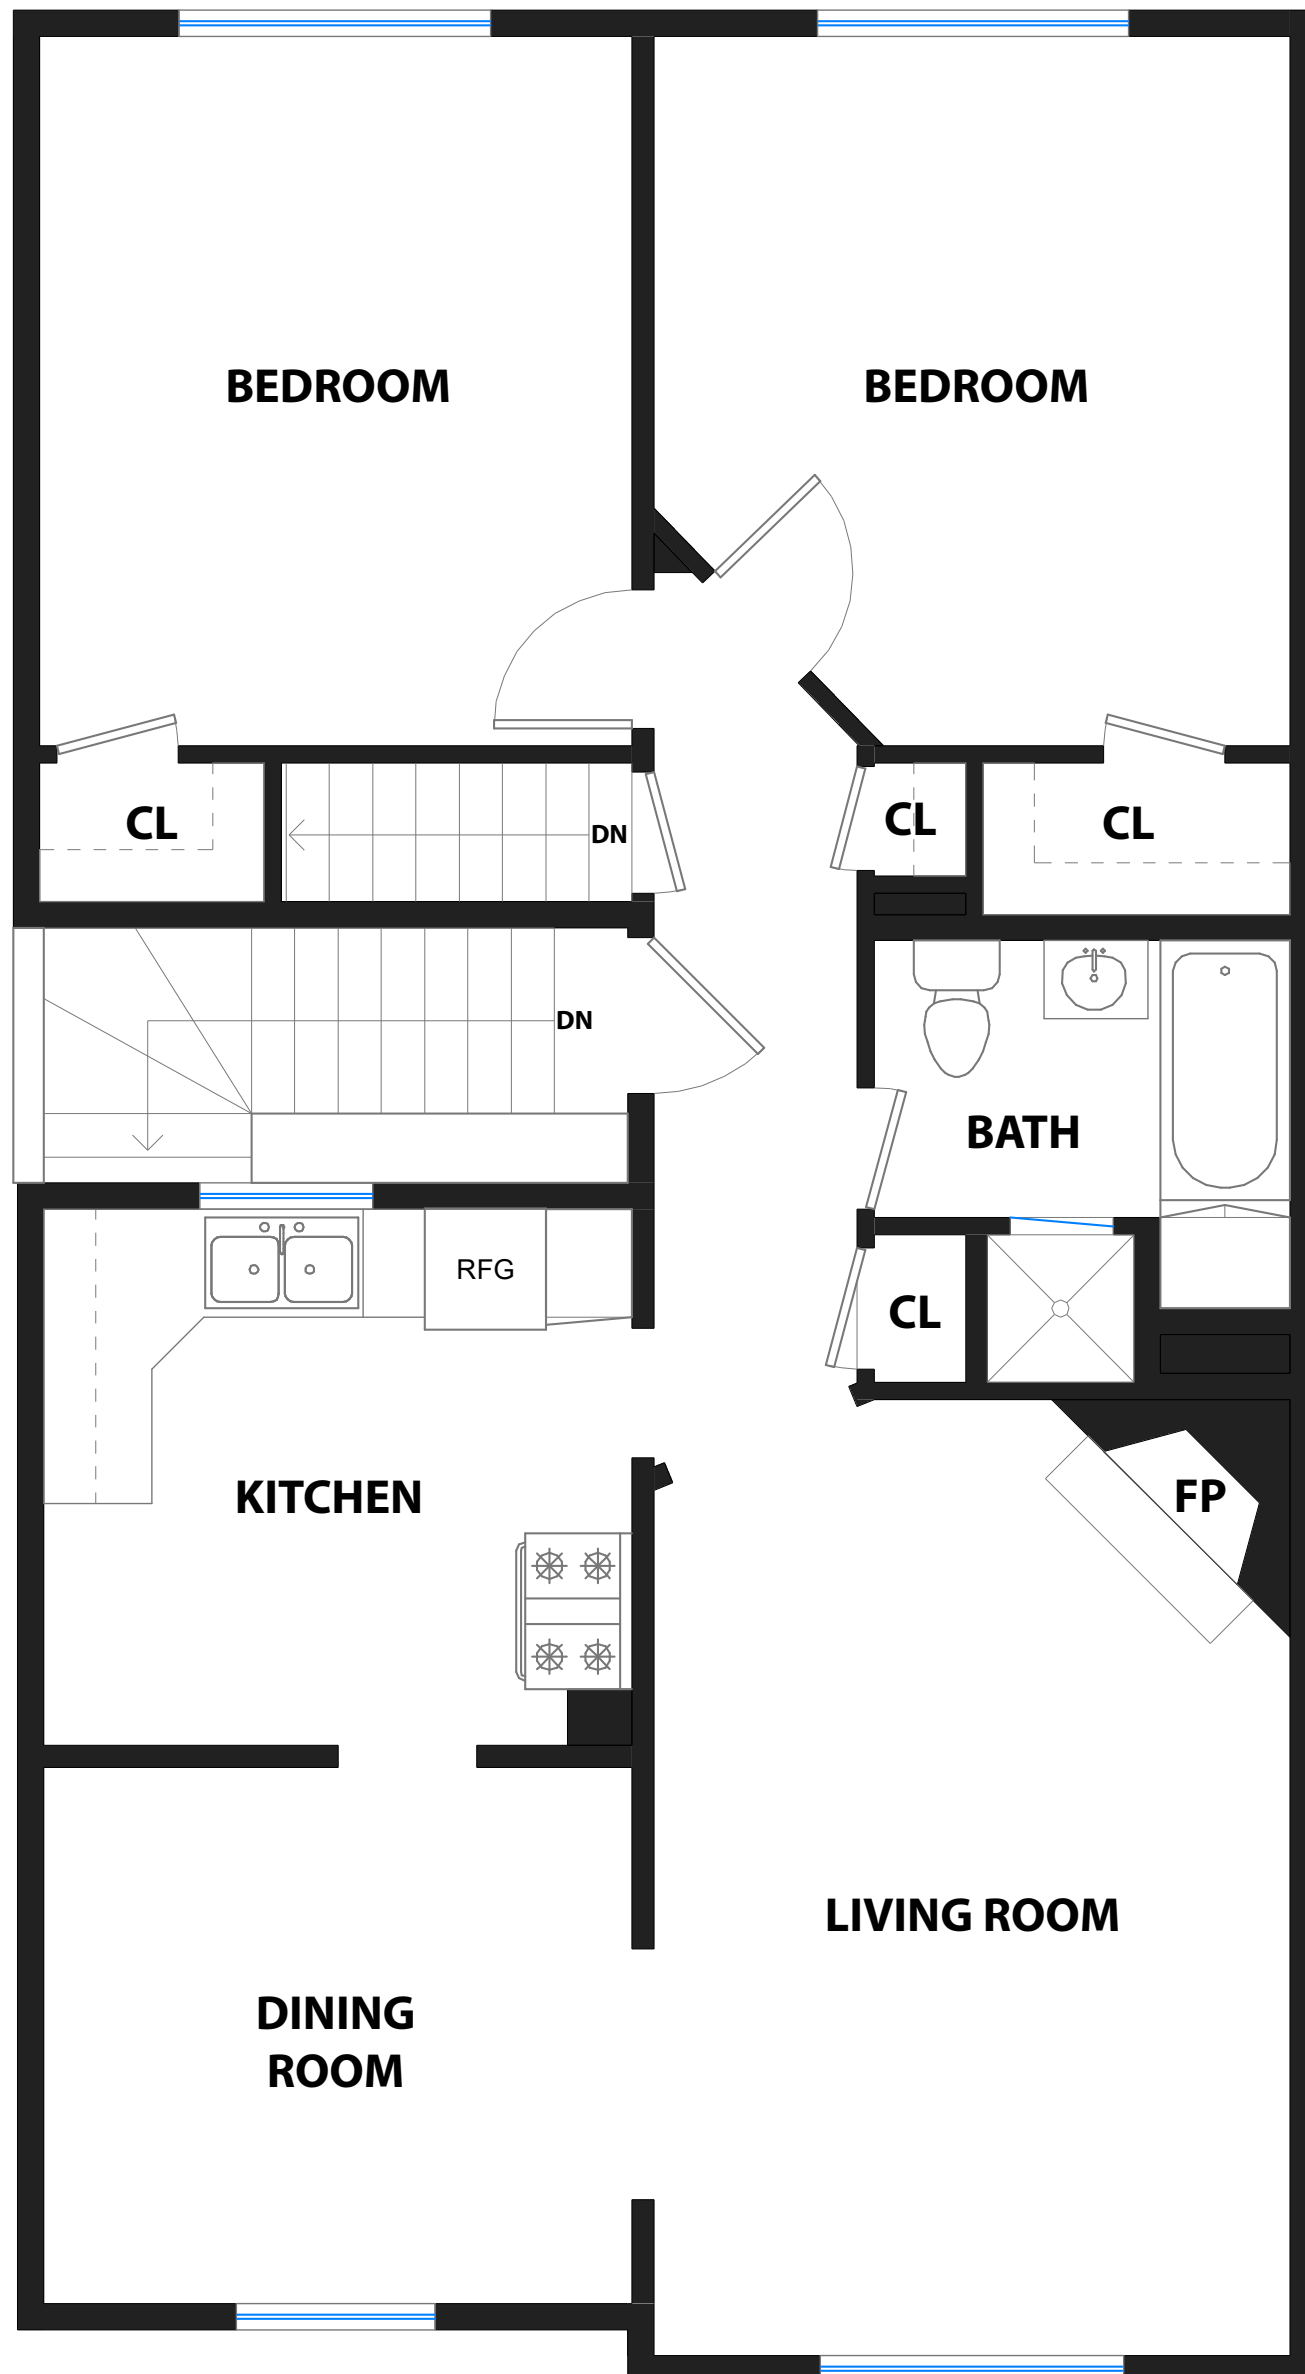 BEDROOM
BEDROOM
CL
DN
CL
CL
DN
BATH
RFG
CL
KITCHEN
FP
LIVING ROOM
DINING
ROOM